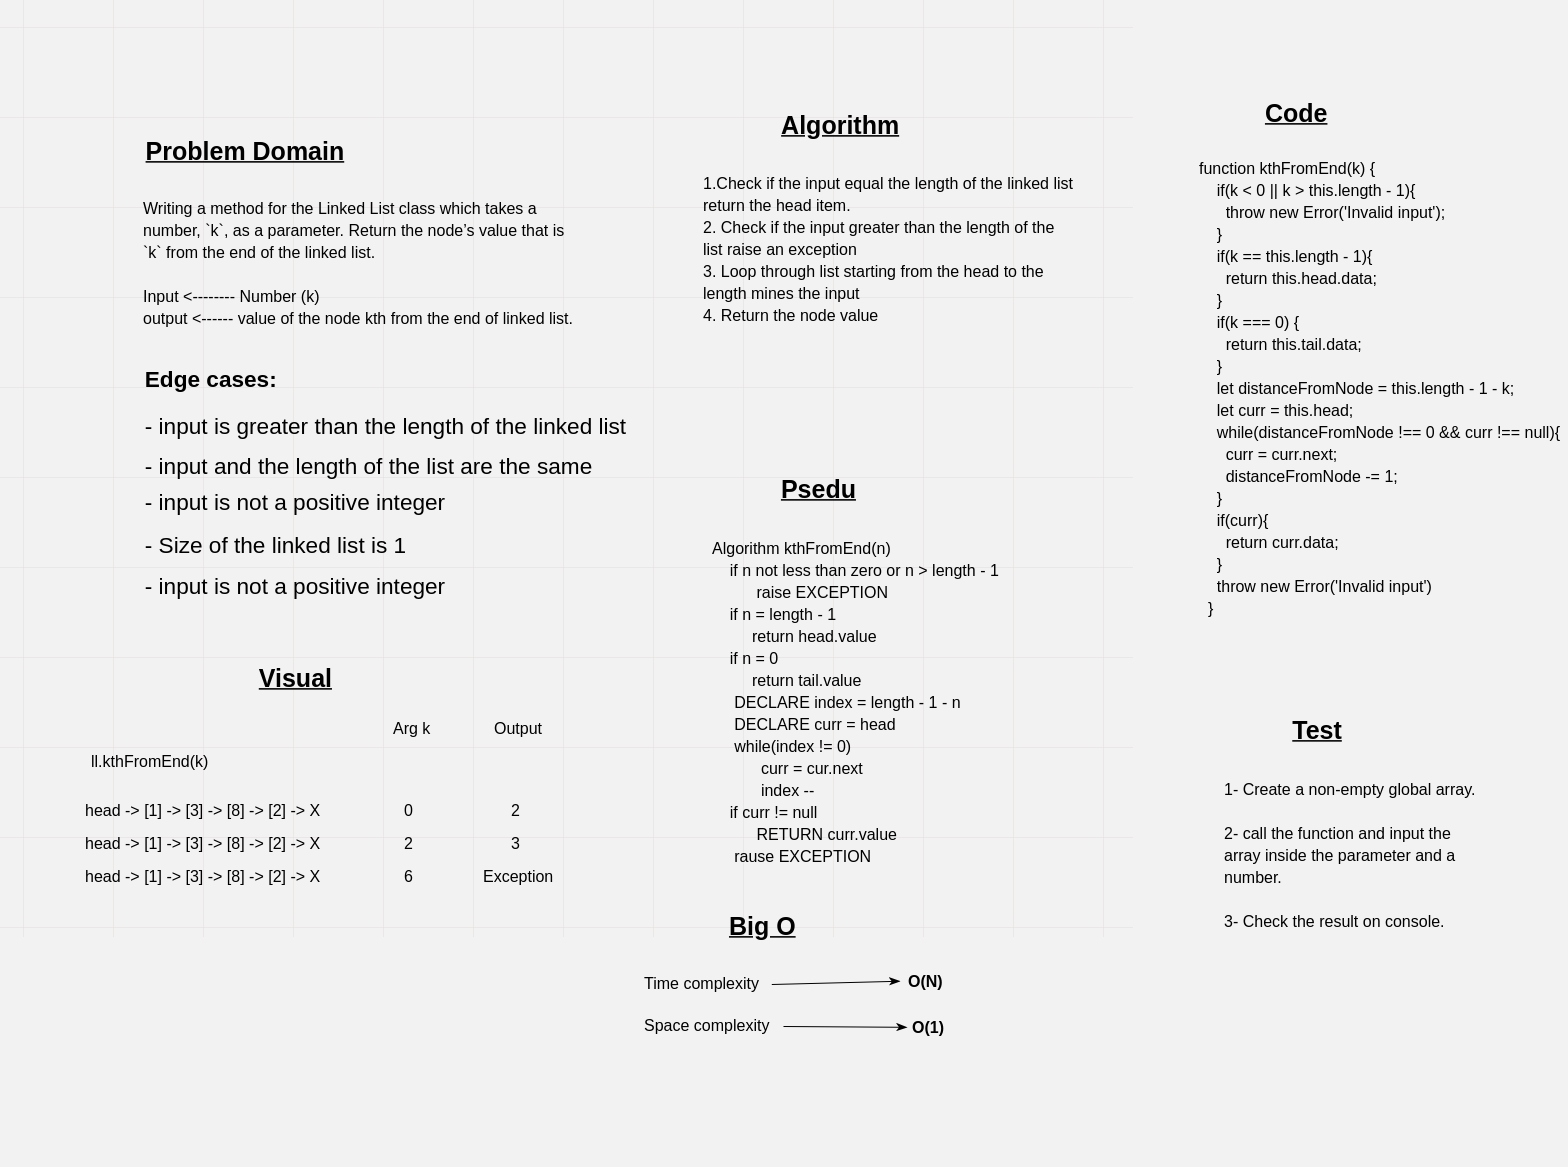 Problem Domain
Writing a method for the Linked List class which takes a
number, `k`, as a parameter. Return the node’s value that is
`k` from the end of the linked list.
Input <-------- Number (k)
output <------ value of the node kth from the end of linked list.
Edge cases:
- input is greater than the length of the linked list
- input and the length of the list are the same
- input is not a positive integer
- Size of the linked list is 1
- input is not a positive integer
Visual
Arg k Output
ll.kthFromEnd(k)
head -> [1] -> [3] -> [8] -> [2] -> X 0 2
head -> [1] -> [3] -> [8] -> [2] -> X 2 3
head -> [1] -> [3] -> [8] -> [2] -> X 6 Exception
Algorithm
1.Check if the input equal the length of the linked list
return the head item.
2. Check if the input greater than the length of the
list raise an exception
3. Loop through list starting from the head to the
length mines the input
4. Return the node value
Psedu
Algorithm kthFromEnd(n)
if n not less than zero or n > length - 1
raise EXCEPTION
if n = length - 1
return head.value
if n = 0
return tail.value
DECLARE index = length - 1 - n
DECLARE curr = head
while(index != 0)
curr = cur.next
index --
if curr != null
RETURN curr.value
rause EXCEPTION
Big O
Time complexity O(N)
Space complexity O(1)
Code
function kthFromEnd(k) {
if(k < 0 || k > this.length - 1){
throw new Error('Invalid input');
}
if(k == this.length - 1){
return this.head.data;
}
if(k === 0) {
return this.tail.data;
}
let distanceFromNode = this.length - 1 - k;
let curr = this.head;
while(distanceFromNode !== 0 && curr !== null){
curr = curr.next;
distanceFromNode -= 1;
}
if(curr){
return curr.data;
}
throw new Error('Invalid input')
}
Test
1- Create a non-empty global array.
2- call the function and input the
array inside the parameter and a
number.
3- Check the result on console.